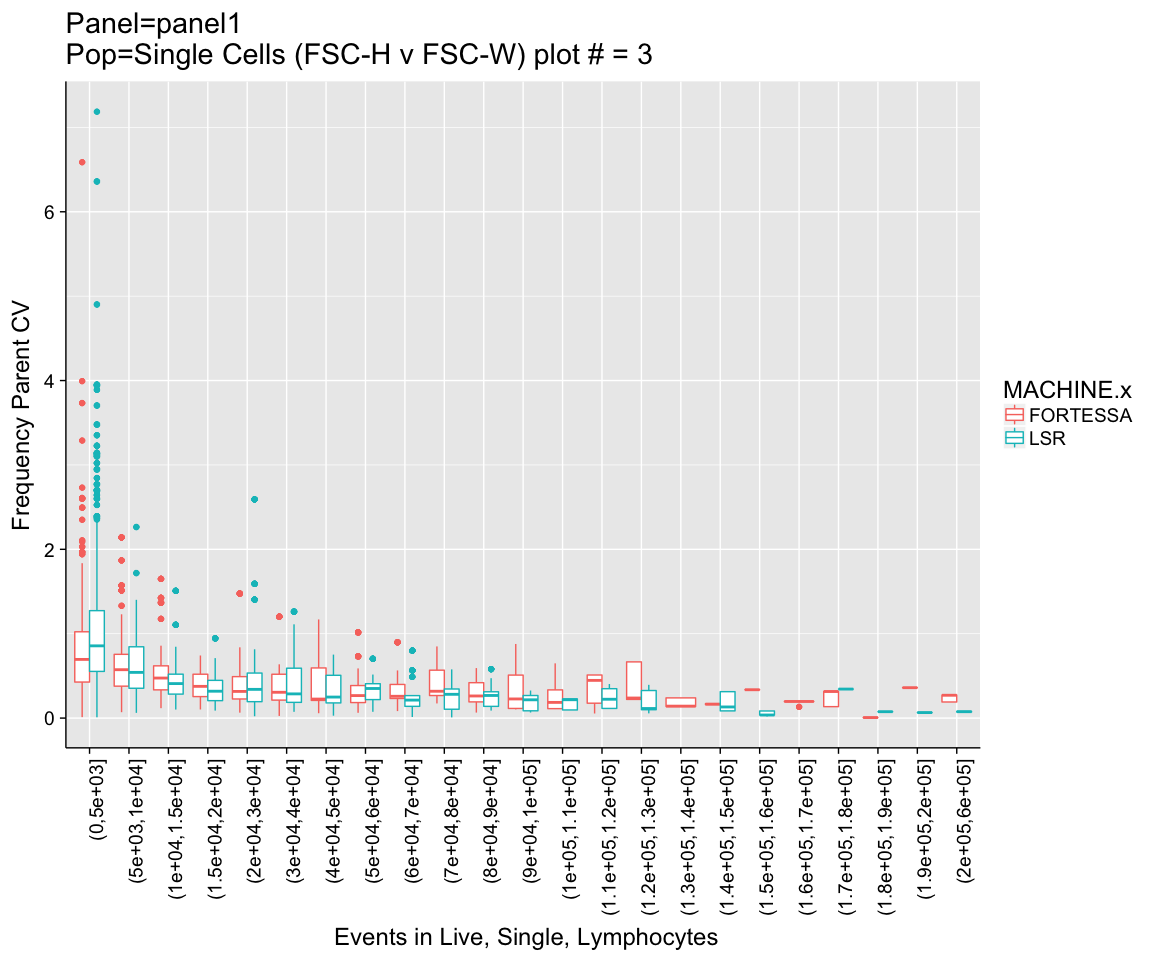 Panel=panel1
Pop=Single Cells (FSC-H v FSC-W) plot # = 3
Frequency Parent CV
6
4
2
0
(0,5e+03]
(5e+03,1e+04]
(1e+04,1.5e+04]
(1.5e+04,2e+04]
(2e+04,3e+04]
(3e+04,4e+04]
(4e+04,5e+04]
(5e+04,6e+04]
(6e+04,7e+04]
(7e+04,8e+04]
(8e+04,9e+04]
(9e+04,1e+05]
(1e+05,1.1e+05]
(1.1e+05,1.2e+05]
(1.2e+05,1.3e+05]
(1.3e+05,1.4e+05]
(1.4e+05,1.5e+05]
(1.5e+05,1.6e+05]
(1.6e+05,1.7e+05]
(1.7e+05,1.8e+05]
(1.8e+05,1.9e+05]
(1.9e+05,2e+05]
(2e+05,6e+05]
Events in Live, Single, Lymphocytes
MACHINE.x
FORTESSA
LSR